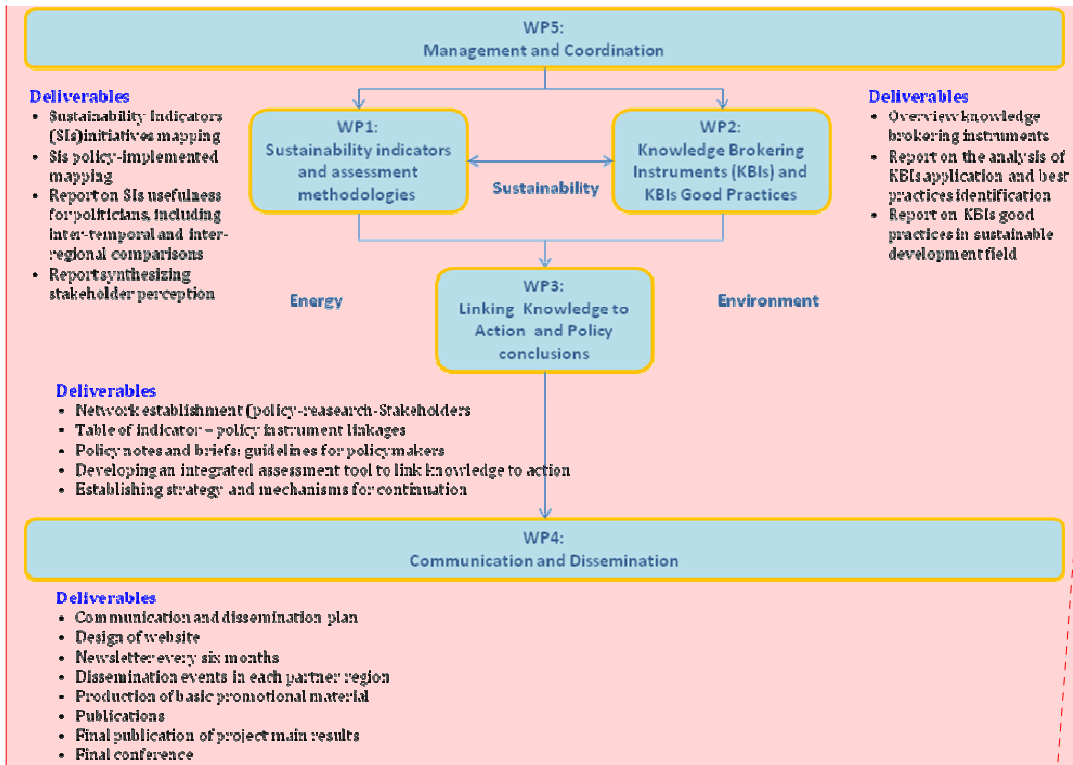 WP5:
Management and Coordination
Deliverables
• Sustainability Indicators
(SIs)initiatives mapping
• Sis policy-implemented
mapping
• Report on SIs usefulness
for politicians, including
inter-temporal and inter-
regional comparisons
• Report synthesizing
stakeholder perception
WP1:
Sustainability indicators
and assessment
methodologies
Sustainability
WP2:
Knowledge Brokering
Instruments (KBIs) and
KBIs Good Practices
Deliverables
• Overview knowledge
brokering instruments
• Report on the analysis of
KBIs application and best
practices identification
• Report on KBIs good
practices in sustainable
development field
Energy
WP3:
Linking Knowledge to
Action and Policy
conclusions
Environment
Deliverables
• Network establishment (policy-reasearch-Stakeholders
• Table of indicator – policy instrument linkages
• Policy notes and briefs: guidelines for policymakers
• Developing an integrated assessment tool to link knowledge to action
• Establishing strategy and mechanisms for continuation
WP4:
Communication and Dissemination
Deliverables
• Communication and dissemination plan
• Design of website
• Newsletter every six months
• Dissemination events in each partner region
• Production of basic promotional material
• Publications
• Final publication of project main results
• Final conference